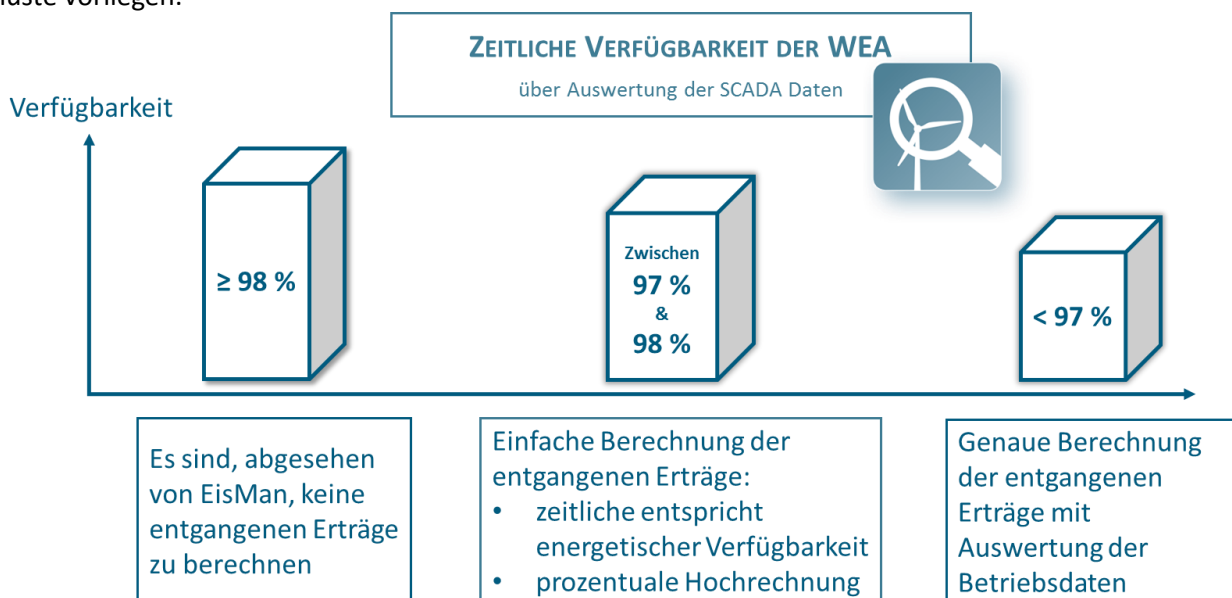 vorliegen.
ZEITLICHE VERFÜGBARKEIT DER WEA
über Auswertung der SCADA Daten
Verfügbarkeit
≥ 98 %
Zwischen
97 %
&
98 %
< 97 %
Es sind, abgesehen
von EisMan, keine
entgangenen Erträge
zu berechnen
Einfache Berechnung der
entgangenen Erträge:
• zeitliche entspricht
energetischer Verfügbarkeit
• prozentuale Hochrechnung
Genaue Berechnung
der entgangenen
Erträge mit
Auswertung der
Betriebsdaten